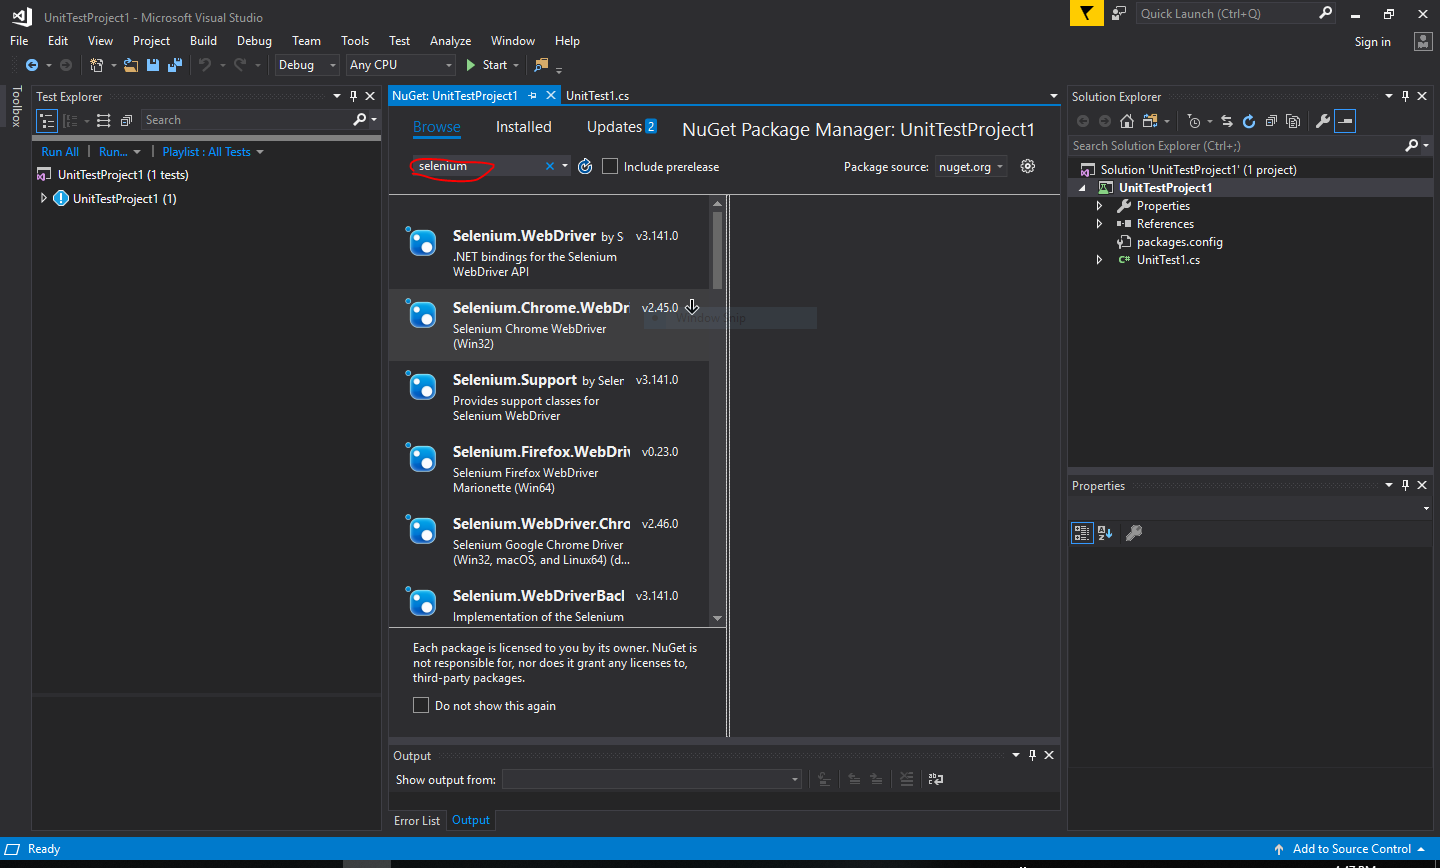 UnitTestProject1 - Microsoft Visual Studio
Quick Launch (Ctrl+Q)
File Edit View Project Build Debug Team Tools Test Analyze Window Help
Sign in
Debug Any CPU Start
Toolbox
Test Explorer
Search
Run All | Run... | Playlist : All Tests
UnitTestProject1 (1 tests)
UnitTestProject1 (1)
NuGet: UnitTestProject1 UnitTest1.cs
Browse Installed Updates 2 NuGet Package Manager: UnitTestProject1
selenium Include prerelease Package source: nuget.org
Selenium.WebDriver by S v3.141.0
.NET bindings for the Selenium
WebDriver API
Selenium.Chrome.WebDr v2.45.0
Window Snip
Selenium Chrome WebDriver
(Win32)
Selenium.Support by Selen v3.141.0
Provides support classes for
Selenium WebDriver
Selenium.Firefox.WebDriv v0.23.0
Selenium Firefox WebDriver
Marionette (Win64)
Selenium.WebDriver.Chro v2.46.0
Selenium Google Chrome Driver
(Win32, macOS, and Linux64) (d...
Selenium.WebDriverBacl v3.141.0
Implementation of the Selenium
Each package is licensed to you by its owner. NuGet is
not responsible for, nor does it grant any licenses to,
third-party packages.
Do not show this again
Output
Show output from:
Error List Output
Solution Explorer
Search Solution Explorer (Ctrl+;)
Solution 'UnitTestProject1' (1 project)
UnitTestProject1
Properties
References
packages.config
C# UnitTest1.cs
Properties
Ready
Add to Source Control